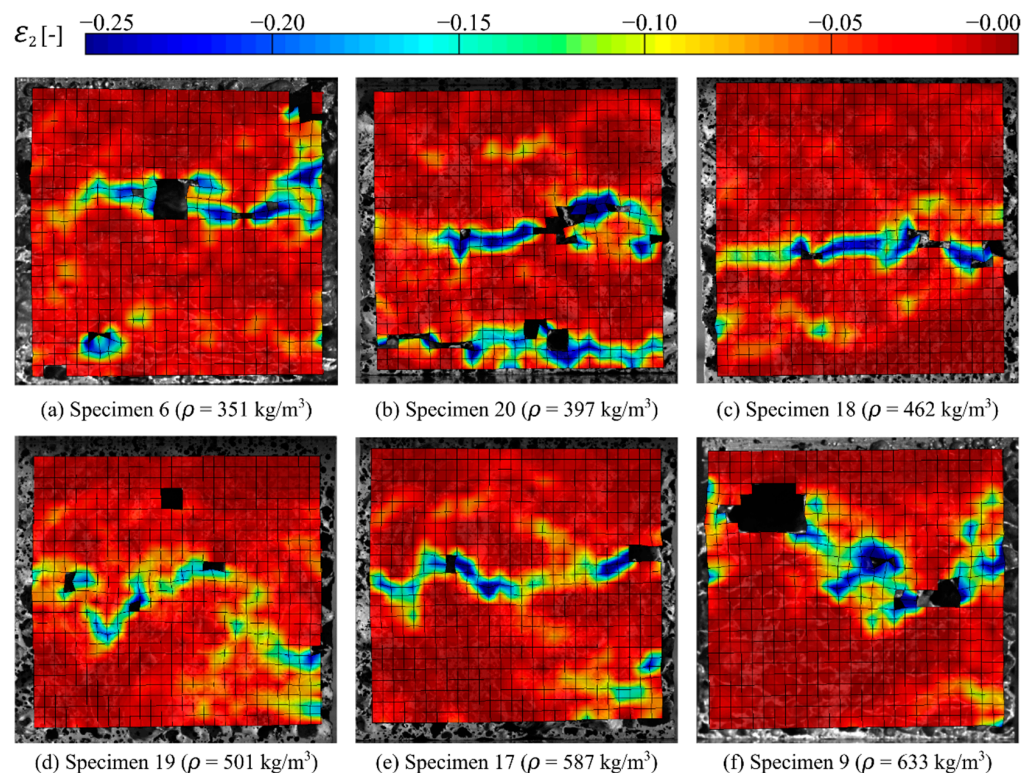 ε₂ [-] −0.25 −0.20 −0.15 −0.10 −0.05 −0.00
(a) Specimen 6 (ρ = 351 kg/m³) (b) Specimen 20 (ρ = 397 kg/m³) (c) Specimen 18 (ρ = 462 kg/m³)
(d) Specimen 19 (ρ = 501 kg/m³) (e) Specimen 17 (ρ = 587 kg/m³) (f) Specimen 9 (ρ = 633 kg/m³)